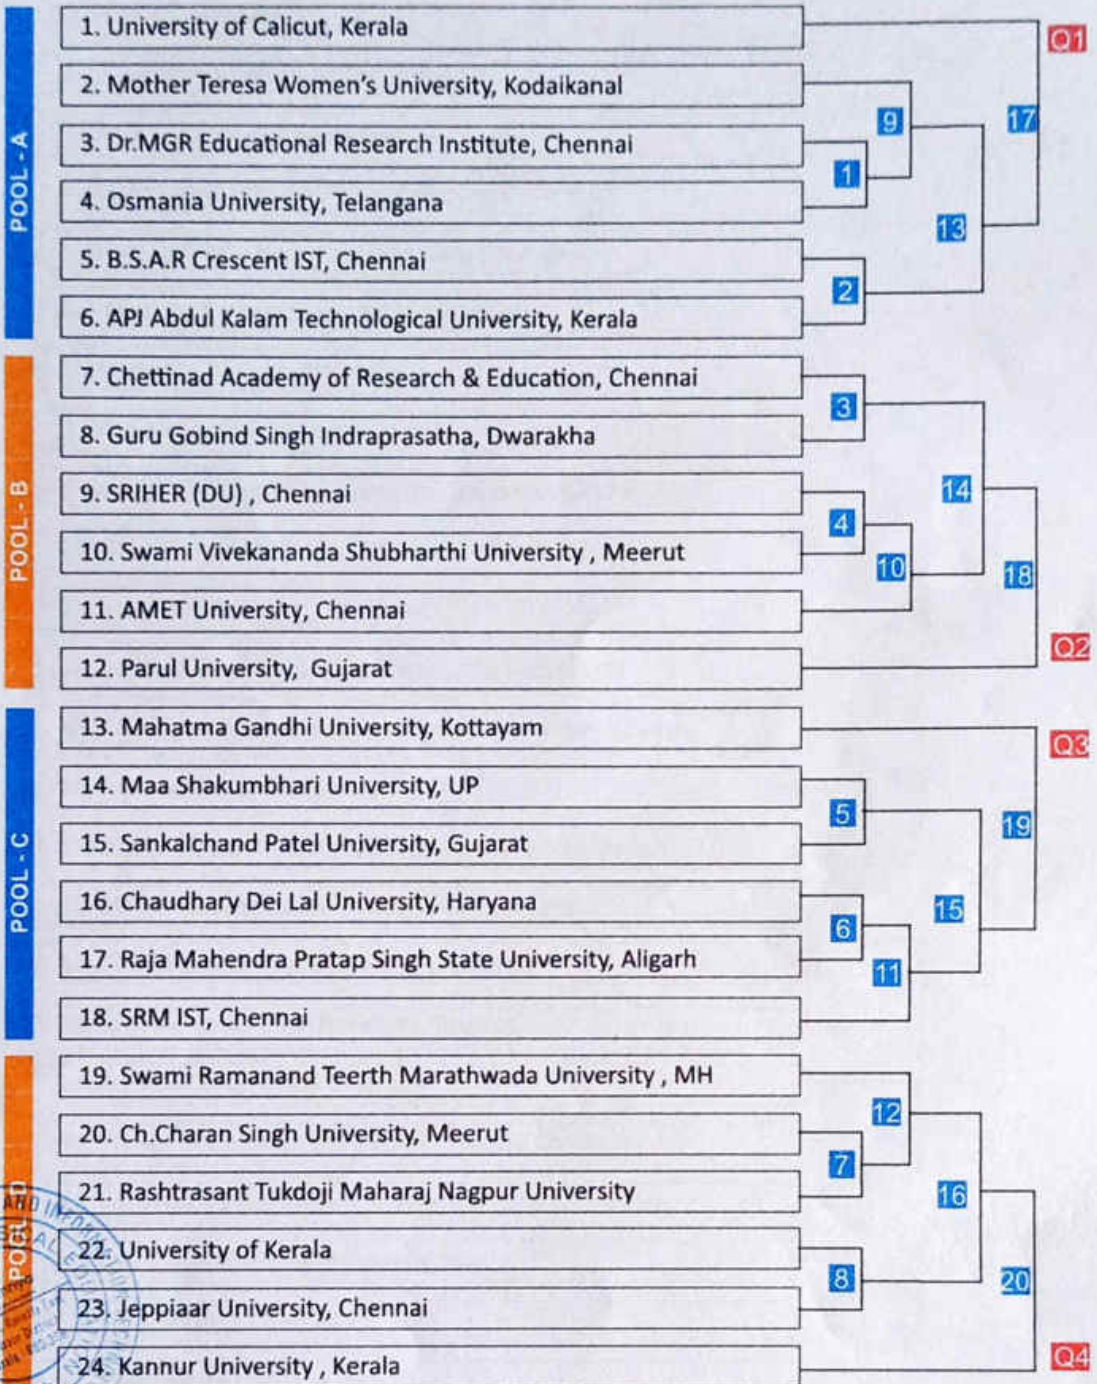 POOL - A
1. University of Calicut, Kerala
2. Mother Teresa Women's University, Kodaikanal
3. Dr.MGR Educational Research Institute, Chennai
4. Osmania University, Telangana
5. B.S.A.R Crescent IST, Chennai
6. APJ Abdul Kalam Technological University, Kerala
1
2
9
13
17
Q1
POOL - B
7. Chettinad Academy of Research & Education, Chennai
8. Guru Gobind Singh Indraprasatha, Dwarakha
9. SRIHER (DU) , Chennai
10. Swami Vivekananda Shubharthi University , Meerut
11. AMET University, Chennai
12. Parul University, Gujarat
3
4
10
14
18
Q2
POOL - C
13. Mahatma Gandhi University, Kottayam
14. Maa Shakumbhari University, UP
15. Sankalchand Patel University, Gujarat
16. Chaudhary Dei Lal University, Haryana
17. Raja Mahendra Pratap Singh State University, Aligarh
18. SRM IST, Chennai
5
6
11
15
19
Q3
POOL - D
19. Swami Ramanand Teerth Marathwada University , MH
20. Ch.Charan Singh University, Meerut
21. Rashtrasant Tukdoji Maharaj Nagpur University
22. University of Kerala
23. Jeppiaar University, Chennai
24. Kannur University , Kerala
7
8
12
16
20
Q4